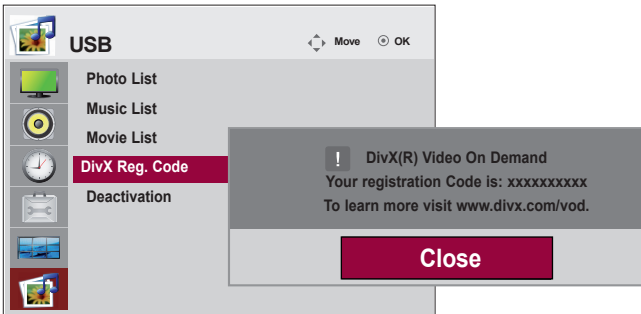 USB
Move OK
Photo List
Music List
Movie List
DivX Reg. Code
Deactivation
! DivX(R) Video On Demand
Your registration Code is: xxxxxxxxxx
To learn more visit www.divx.com/vod.
Close